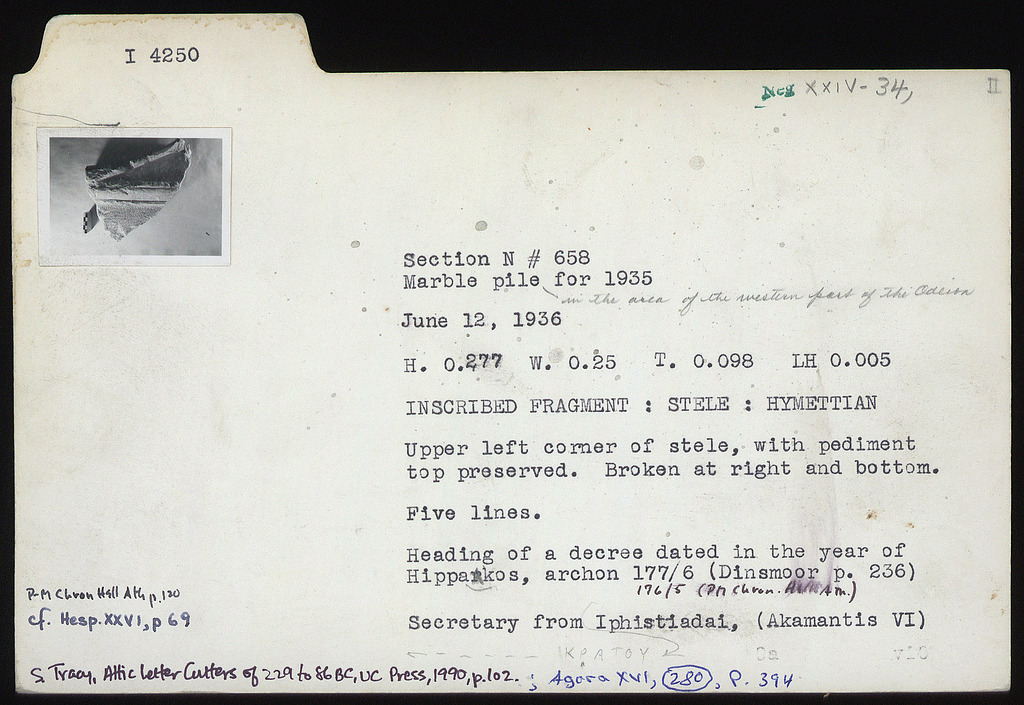 I 4250
Neg XXIV-34,
II
Section N # 658
Marble pile for 1935
in the area of the western part of the Odeion
June 12, 1936
H. 0.277 W. 0.25 T. 0.098 LH 0.005
INSCRIBED FRAGMENT : STELE : HYMETTIAN
Upper left corner of stele, with pediment
top preserved. Broken at right and bottom.
Five lines.
Heading of a decree dated in the year of
Hipparkos, archon 177/6 (Dinsmoor p. 236)
176/5 (PM Chron.
P-M Chron Hell Ath p.120
cf. Hesp. XXVI, p 69
Secretary from Iphistiadai, (Akamantis VI)
ΙΚΡΑΤΟΥ
S. Tracy, Attic Letter Cutters of 229 to 86 BC, UC Press, 1990, p.102. ; Agora XVI, 280, P. 394